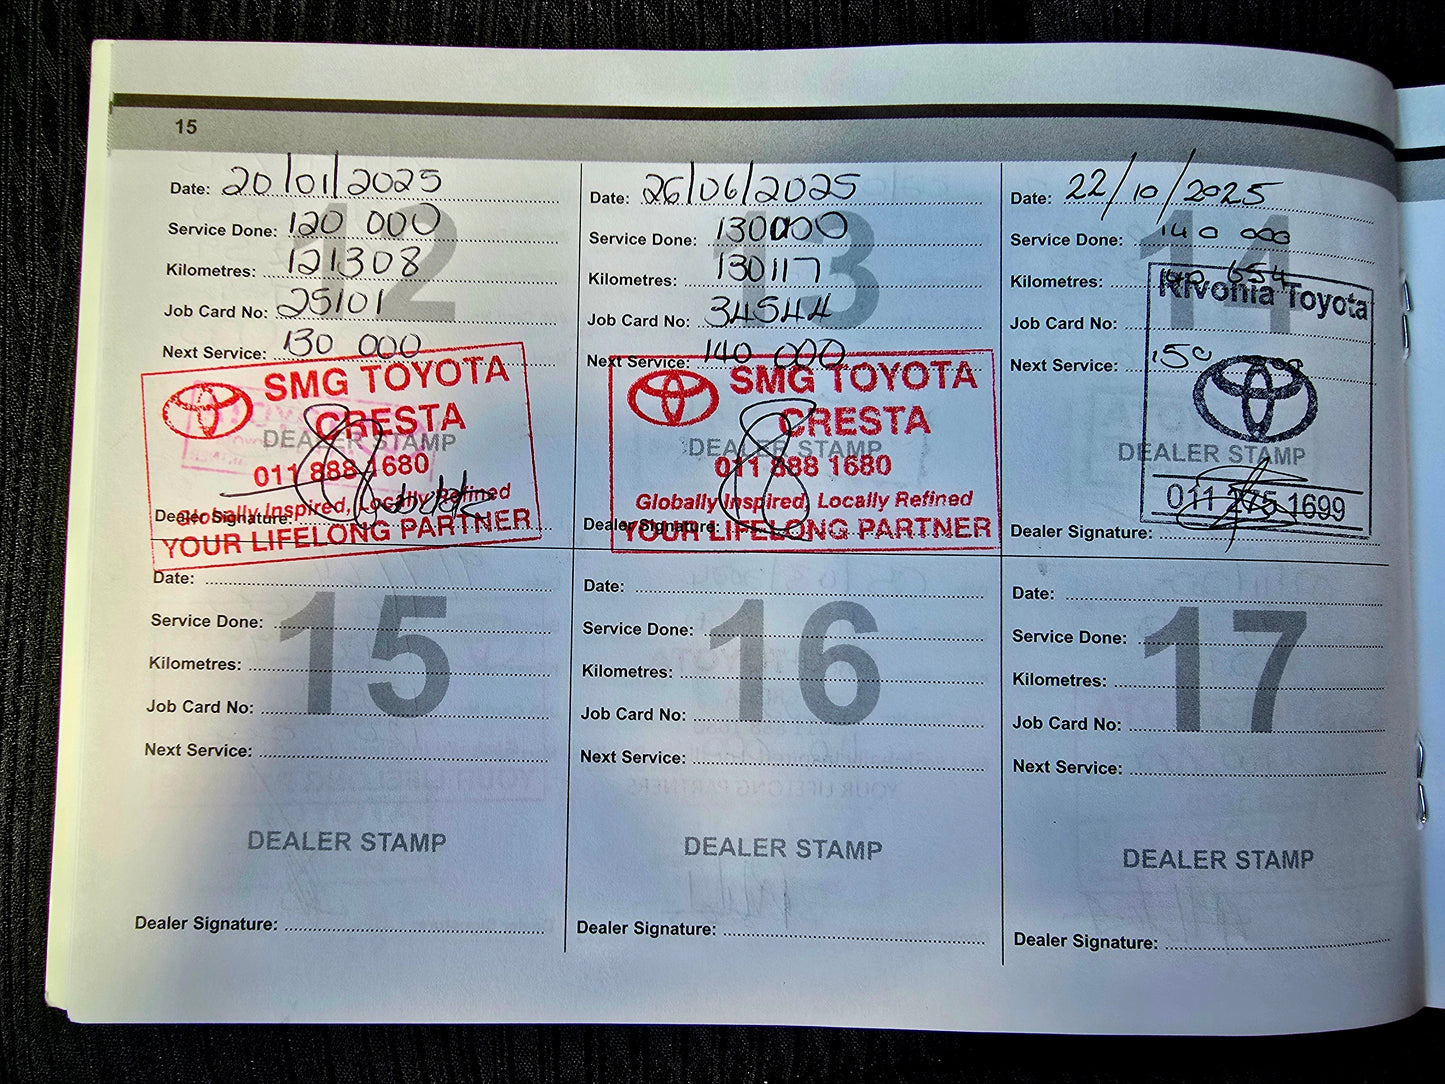 15
12
Date: 20/01/2025
Service Done: 120 000
Kilometres: 121308
Job Card No: 25101
Next Service: 130 000
SMG TOYOTA
CRESTA
DEALER STAMP
011 888 1680
Globally Inspired, Locally Refined
Dealer Signature:
YOUR LIFELONG PARTNER
13
Date: 26/06/2025
Service Done: 130000
Kilometres: 130117
Job Card No: 34544
Next Service: 140 000
SMG TOYOTA
CRESTA
DEALER STAMP
011 888 1680
Globally Inspired, Locally Refined
Dealer Signature:
YOUR LIFELONG PARTNER
14
Date: 22/10/2025
Service Done: 140 000
Kilometres: 654
Rivonia Toyota
Job Card No:
Next Service: 150 000
DEALER STAMP
011 275 1699
Dealer Signature:
15
Date:
Service Done:
Kilometres:
Job Card No:
Next Service:
DEALER STAMP
Dealer Signature:
16
Date:
Service Done:
Kilometres:
Job Card No:
Next Service:
DEALER STAMP
Dealer Signature:
17
Date:
Service Done:
Kilometres:
Job Card No:
Next Service:
DEALER STAMP
Dealer Signature: